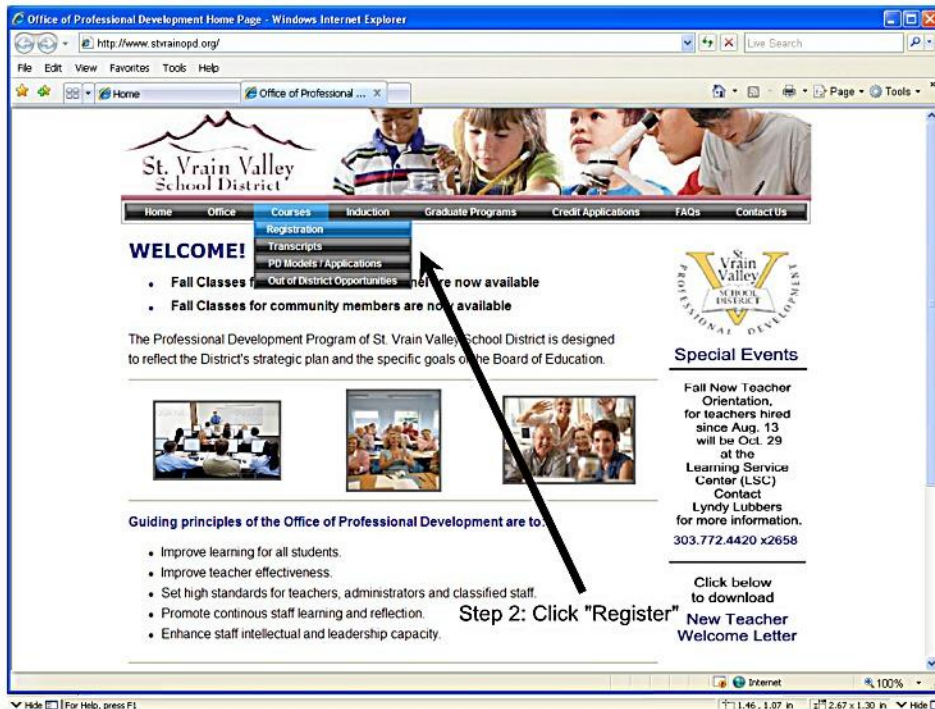 Office of Professional Development Home Page - Windows Internet Explorer
http://www.stvrainopd.org/
Live Search
File Edit View Favorites Tools Help
Home
Office of Professional ... X
Page Tools
St. Vrain Valley
School District
Home Office Courses Induction Graduate Programs Credit Applications FAQs Contact Us
Registration
Transcripts
PD Models / Applications
Out of District Opportunities
WELCOME!
• Fall Classes are now available
• Fall Classes for community members are now available
The Professional Development Program of St. Vrain Valley School District is designed
to reflect the District's strategic plan and the specific goals of the Board of Education.
Guiding principles of the Office of Professional Development are to:
• Improve learning for all students.
• Improve teacher effectiveness.
• Set high standards for teachers, administrators and classified staff.
• Promote continous staff learning and reflection.
• Enhance staff intellectual and leadership capacity.
Step 2: Click "Register"
St.
Vrain
Valley
SCHOOL
DISTRICT
PROFESSIONAL DEVELOPMENT
Special Events
Fall New Teacher
Orientation,
for teachers hired
since Aug. 13
will be Oct. 29
at the
Learning Service
Center (LSC)
Contact
Lyndy Lubbers
for more information.
303.772.4420 x2658
Click below
to download
New Teacher
Welcome Letter
Internet
100%
Hide For Help, press F1
1.46, 1.07 in 2.67 x 1.30 in Hide